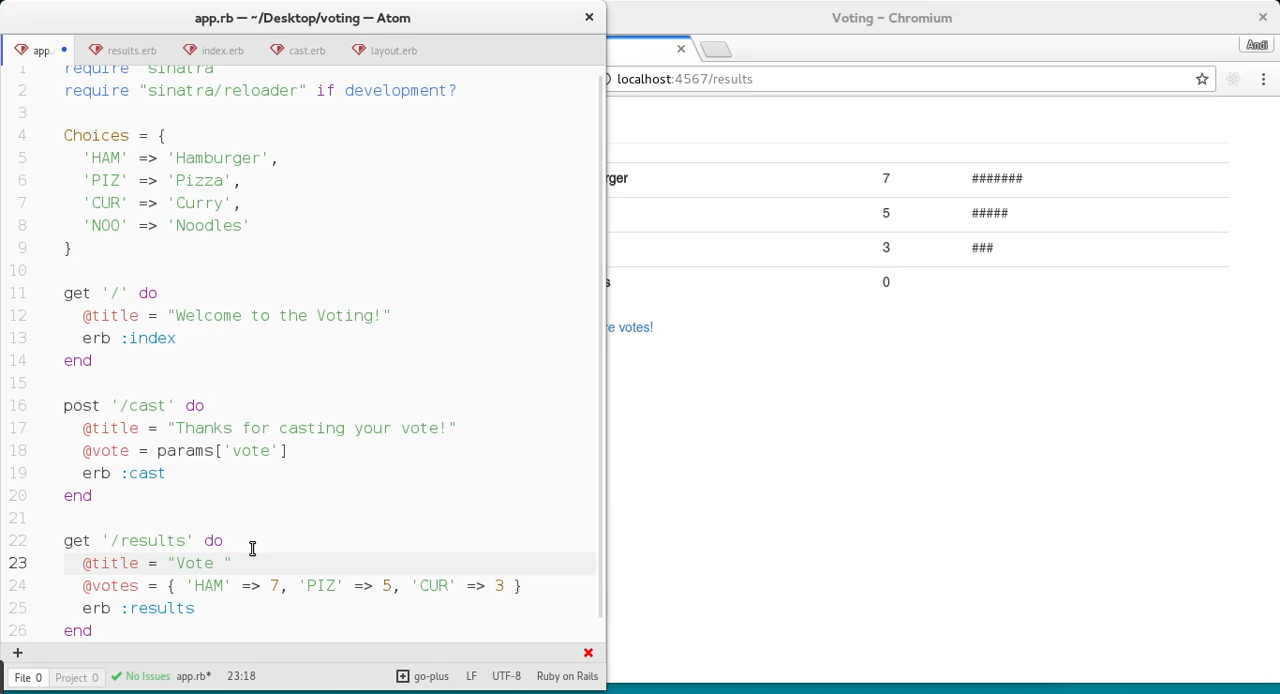 app.rb — ~/Desktop/voting — Atom
Voting – Chromium
app.
results.erb
index.erb
cast.erb
layout.erb
Andi
localhost:4567/results
1 require "sinatra"
2 require "sinatra/reloader" if development?
3
4 Choices = {
5 'HAM' => 'Hamburger',
6 'PIZ' => 'Pizza',
7 'CUR' => 'Curry',
8 'NOO' => 'Noodles'
9 }
10
11 get '/' do
12 @title = "Welcome to the Voting!"
13 erb :index
14 end
15
16 post '/cast' do
17 @title = "Thanks for casting your vote!"
18 @vote = params['vote']
19 erb :cast
20 end
21
22 get '/results' do
23 @title = "Vote "
24 @votes = { 'HAM' => 7, 'PIZ' => 5, 'CUR' => 3 }
25 erb :results
26 end
rger 7 #######
5 #####
3 ###
s 0
re votes!
File 0 Project 0 No Issues app.rb* 23:18 go-plus LF UTF-8 Ruby on Rails